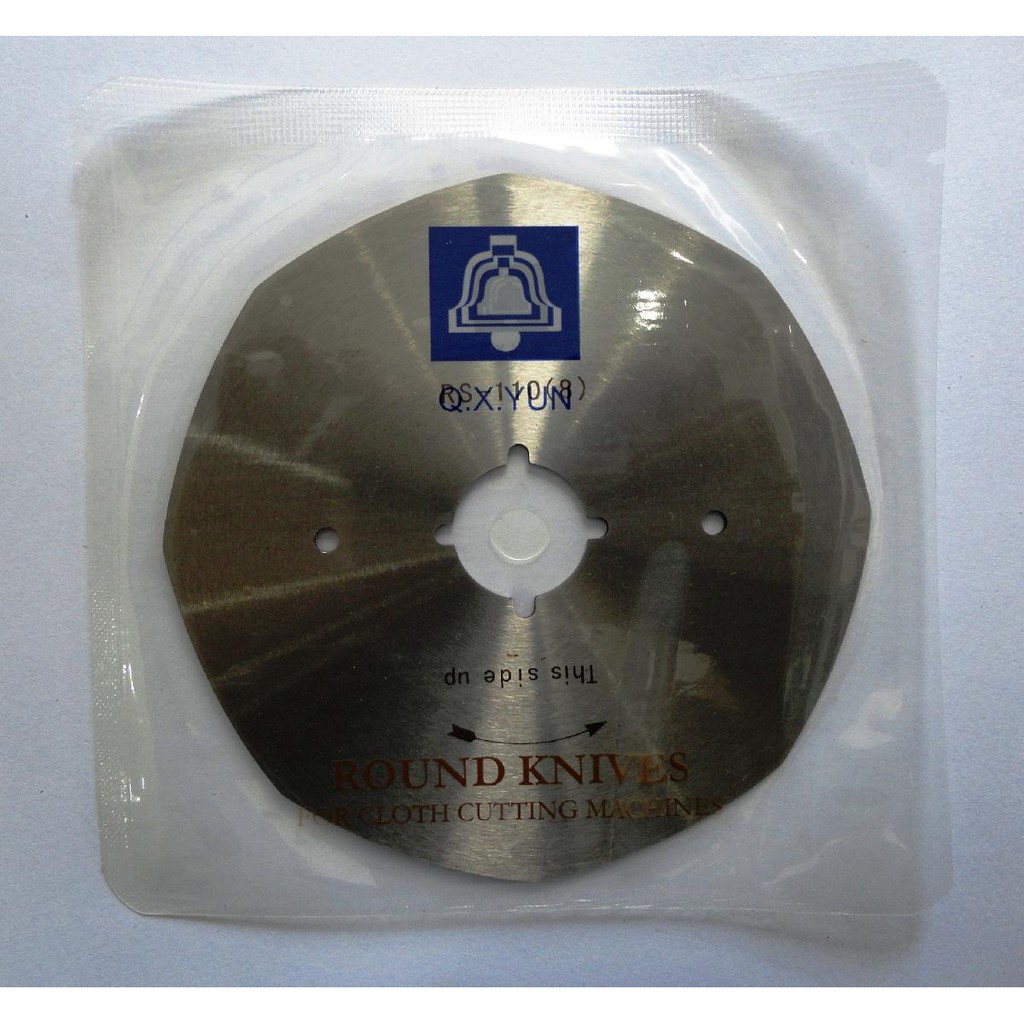 RS-110(8)
Q.X.YUN
This side up
ROUND KNIVES
FOR CLOTH CUTTING MACHINES